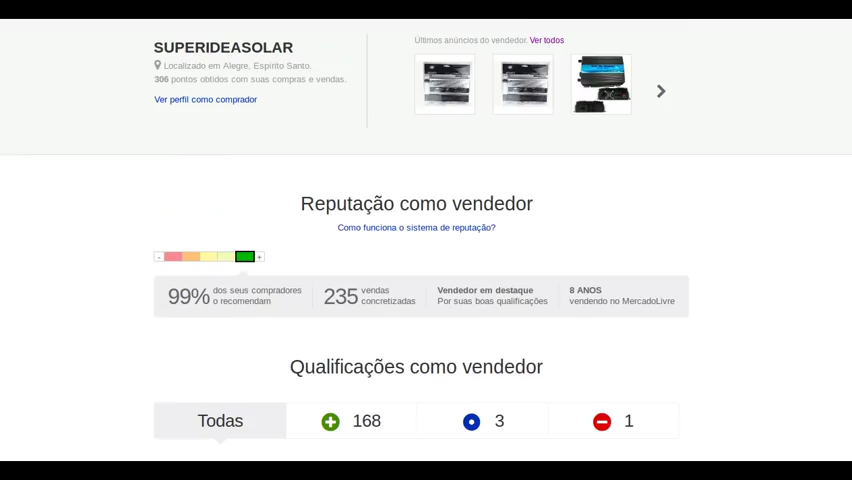 SUPERIDEASOLAR
Localizado em Alegre, Espírito Santo.
306 pontos obtidos com suas compras e vendas.
Ver perfil como comprador
Últimos anúncios do vendedor. Ver todos
Reputação como vendedor
Como funciona o sistema de reputação?
- +
99% dos seus compradores
o recomendam
235 vendas
concretizadas
Vendedor em destaque
Por suas boas qualificações
8 ANOS
vendendo no MercadoLivre
Qualificações como vendedor
Todas 168 3 1